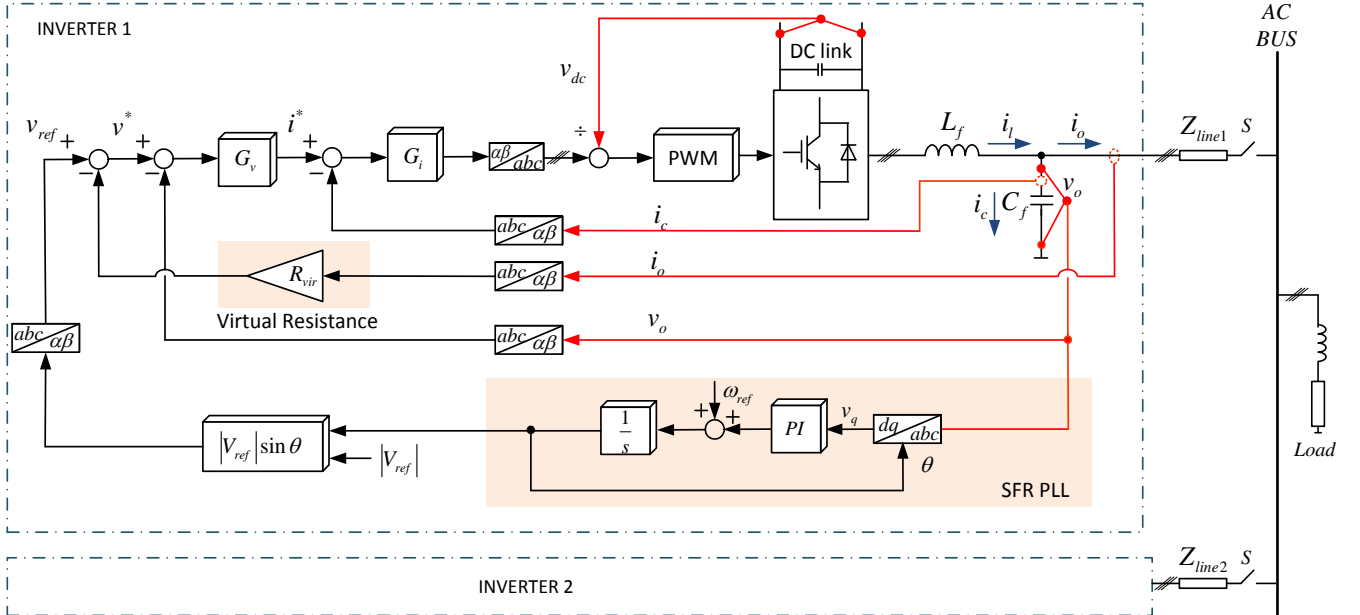 INVERTER 1
AC
BUS
DC link
v_dc
v_ref
+
−
v*
+
−
G_v
i*
+
−
G_i
αβ/abc
÷
PWM
L_f
i_l
i_o
Z_line1
S
v_o
i_c
C_f
abc/αβ
i_c
R_vir
abc/αβ
i_o
Virtual Resistance
abc/αβ
abc/αβ
v_o
ω_ref
+
+
1/s
PI
v_q
dq/abc
θ
|V_ref| sin θ
|V_ref|
SFR PLL
Load
INVERTER 2
Z_line2
S